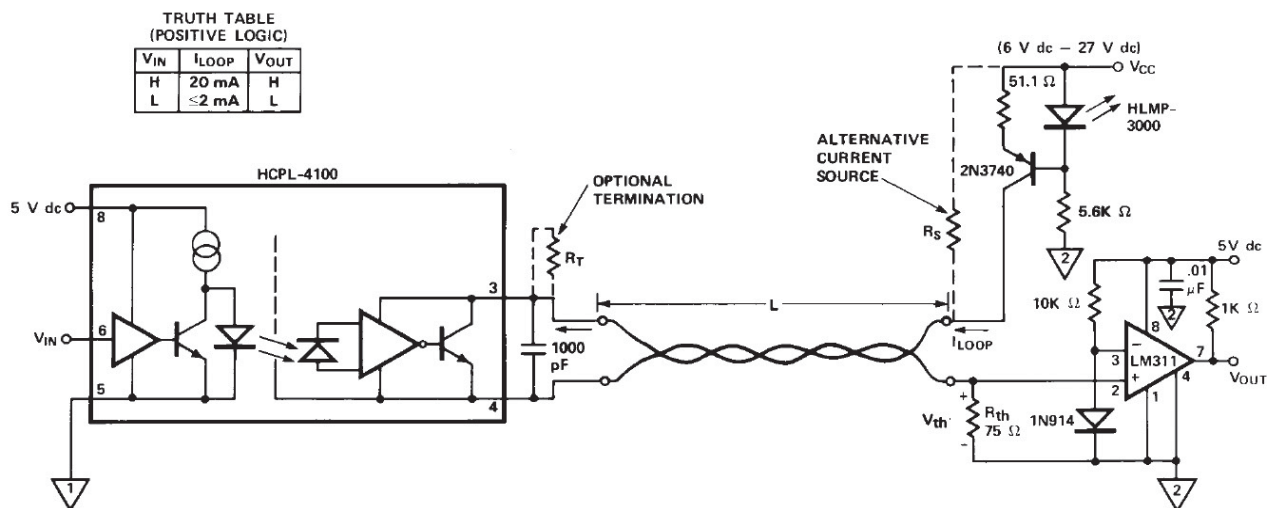 TRUTH TABLE
(POSITIVE LOGIC)
VIN ILOOP VOUT
H 20 mA H
L ≤2 mA L
(6 V dc – 27 V dc)
VCC
51.1 Ω
HLMP-
3000
ALTERNATIVE
CURRENT
SOURCE
2N3740
HCPL-4100
OPTIONAL
TERMINATION
5 V dc
8
5.6K Ω
RS
2
RT
5V dc
3
.01
μF
L
10K Ω
2
1K Ω
VIN
6
8
ILOOP
1000
pF
3
–
LM311
7
VOUT
+
4
2
5
4
+
Vth
Rth
75 Ω
–
1N914
1
1
2